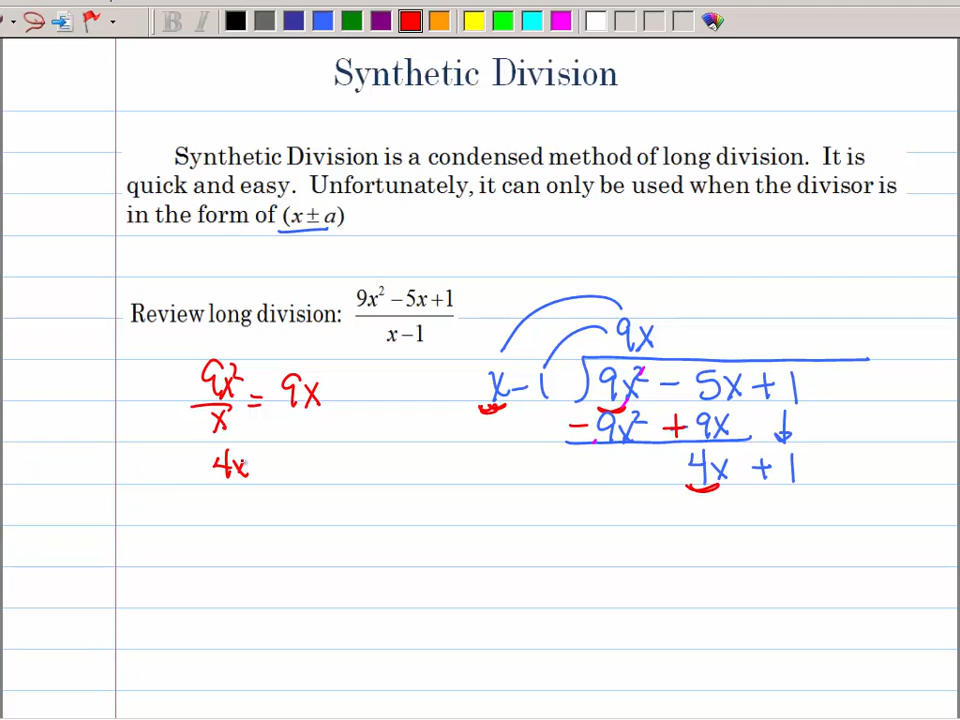 Synthetic Division
Synthetic Division is a condensed method of long division. It is
quick and easy. Unfortunately, it can only be used when the divisor is
in the form of (x ± a)
Review long division: 9x² − 5x + 1 / x − 1
9x
x − 1 ) 9x² − 5x + 1
− 9x² + 9x
4x + 1
9x² / x = 9x
4x